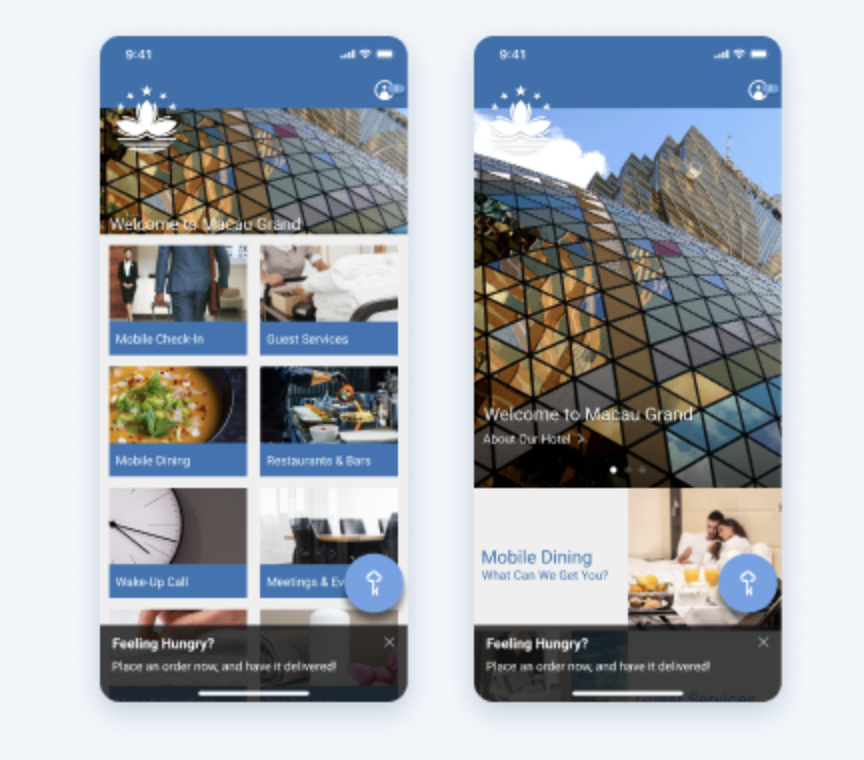 9:41
Welcome to Macau Grand
Mobile Check-In
Guest Services
Mobile Dining
Restaurants & Bars
Wake-Up Call
Meetings & Ev
Feeling Hungry?
Place an order now, and have it delivered!
9:41
Welcome to Macau Grand
About Our Hotel >
Mobile Dining
What Can We Get You?
Feeling Hungry?
Place an order now, and have it delivered!
Guest Services